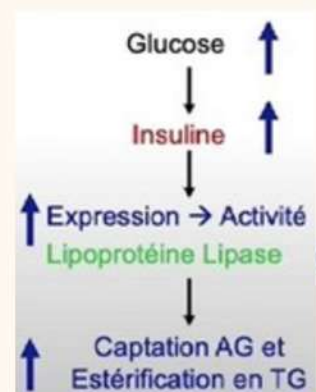 Glucose
Insuline
Expression → Activité
Lipoprotéine Lipase
Captation AG et
Estérification en TG